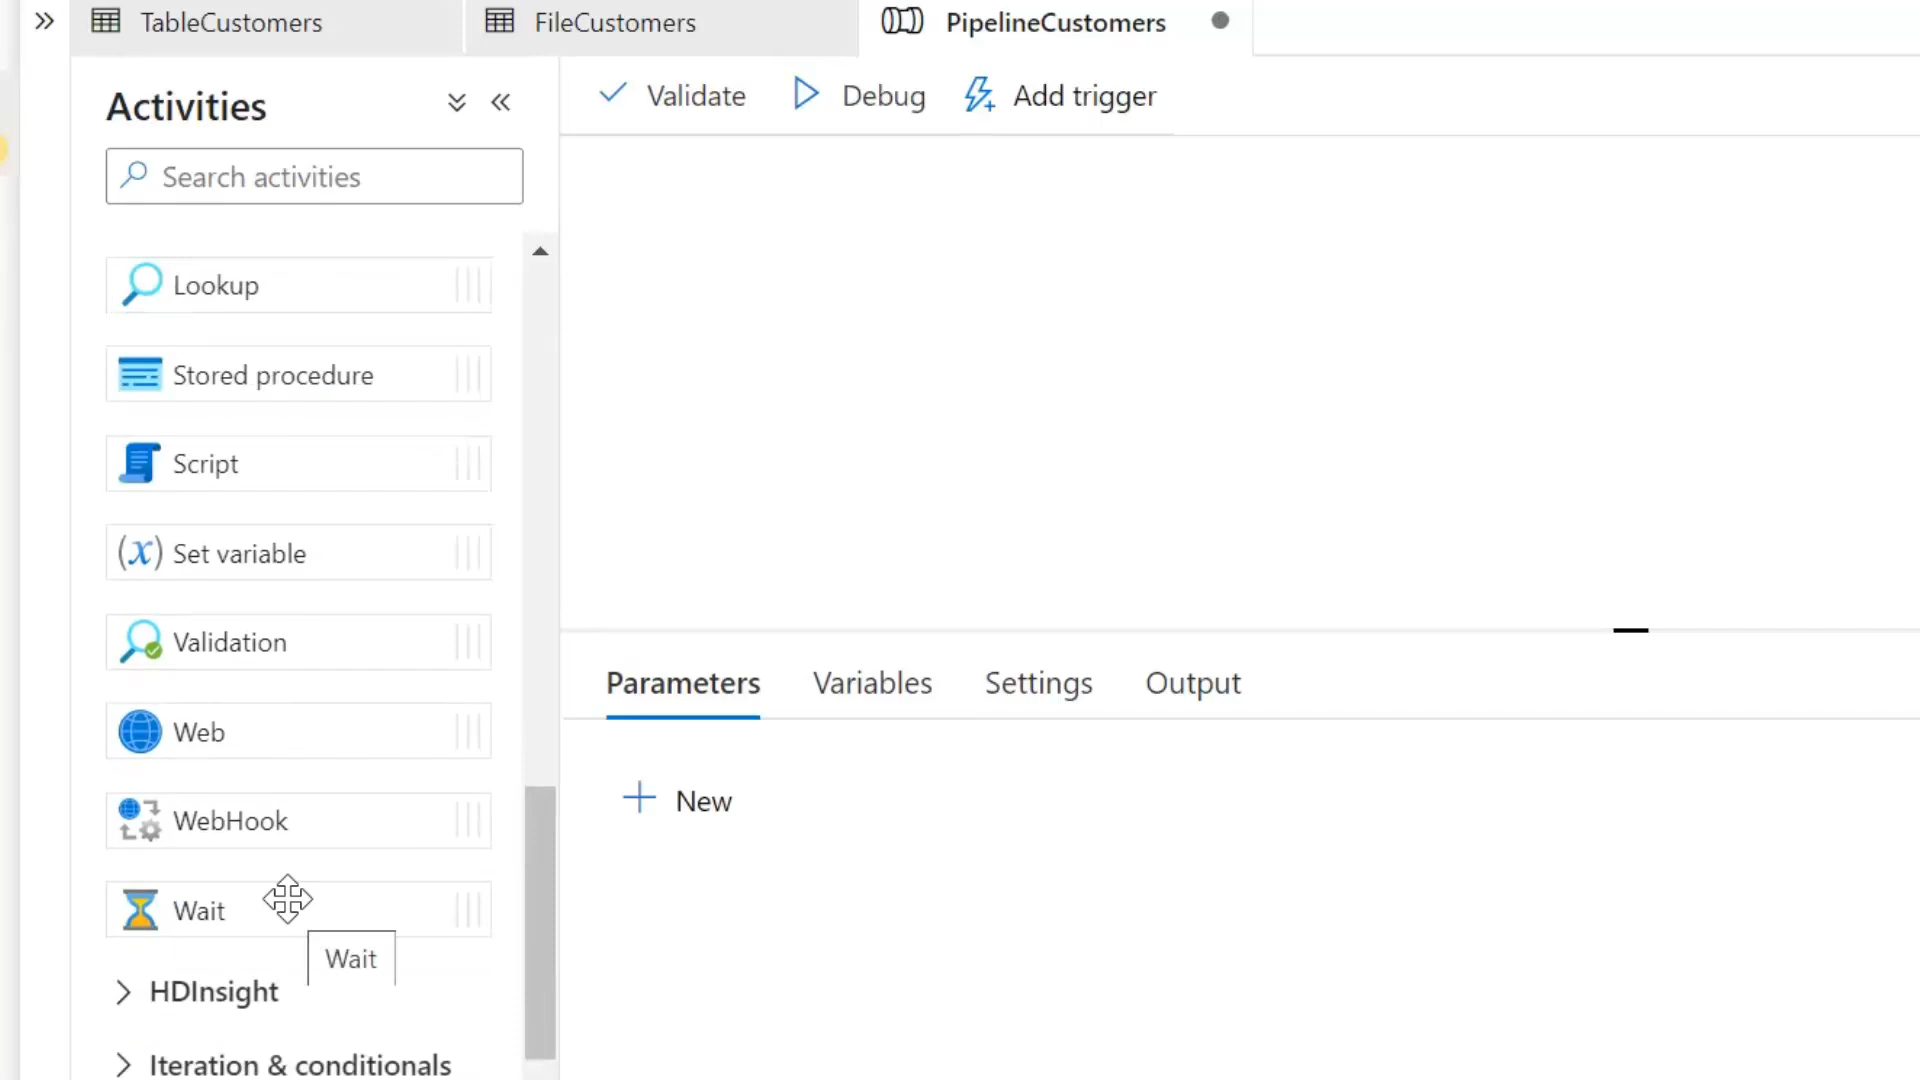 TableCustomers
FileCustomers
PipelineCustomers
Activities
Validate
Debug
Add trigger
Search activities
Lookup
Stored procedure
Script
(x) Set variable
Validation
Web
WebHook
Wait
Wait
HDInsight
Iteration & conditionals
Parameters
Variables
Settings
Output
New